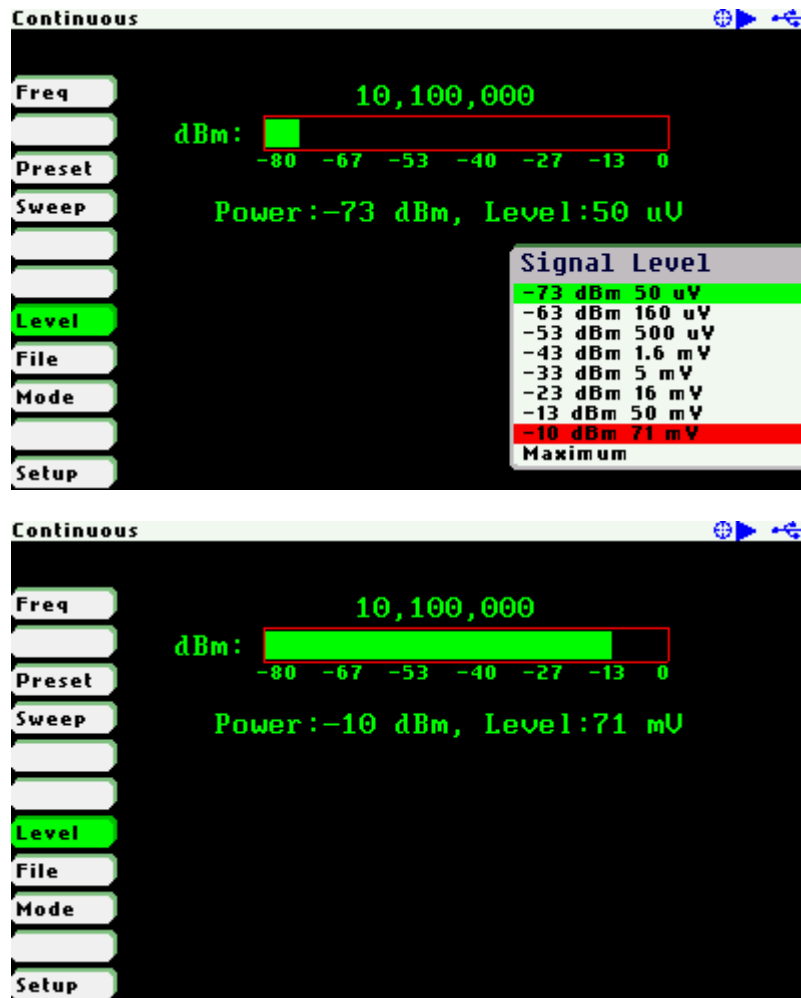 Continuous
Freq
10,100,000
dBm:
-80 -67 -53 -40 -27 -13 0
Preset
Sweep
Power:-73 dBm, Level:50 uV
Signal Level
-73 dBm 50 uV
-63 dBm 160 uV
-53 dBm 500 uV
-43 dBm 1.6 mV
-33 dBm 5 mV
-23 dBm 16 mV
-13 dBm 50 mV
-10 dBm 71 mV
Maximum
Level
File
Mode
Setup
Continuous
Freq
10,100,000
dBm:
-80 -67 -53 -40 -27 -13 0
Preset
Sweep
Power:-10 dBm, Level:71 mV
Level
File
Mode
Setup